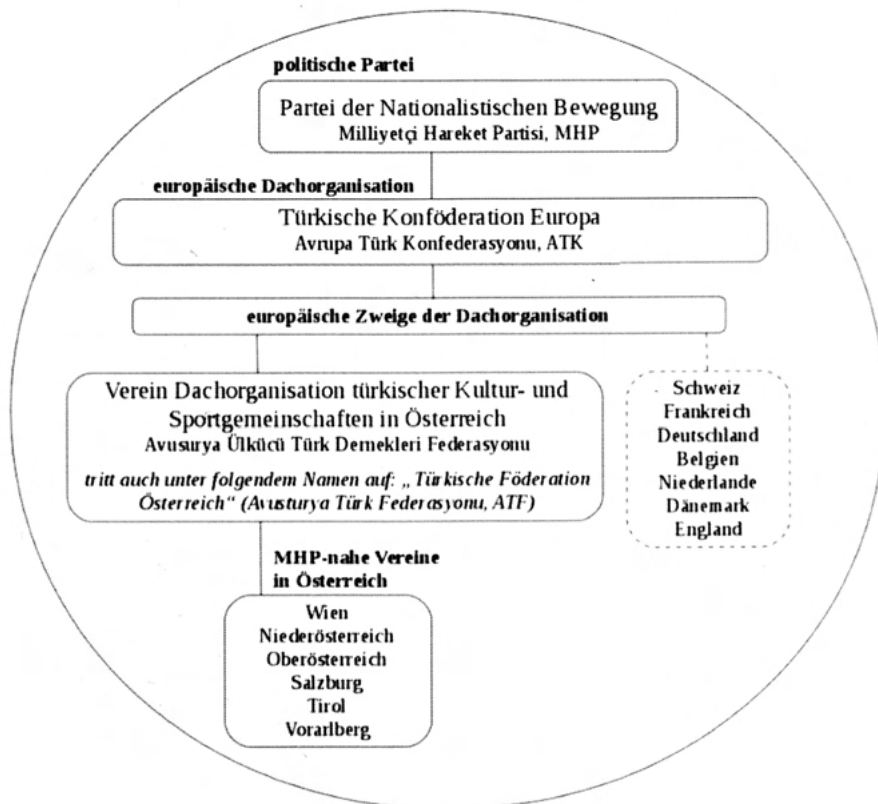 politische Partei
Partei der Nationalistischen Bewegung
Milliyetçi Hareket Partisi, MHP
europäische Dachorganisation
Türkische Konföderation Europa
Avrupa Türk Konfederasyonu, ATK
europäische Zweige der Dachorganisation
Verein Dachorganisation türkischer Kultur- und
Sportgemeinschaften in Österreich
Avusurya Ülkücü Türk Dernekleri Federasyonu
tritt auch unter folgendem Namen auf: „ Türkische Föderation
Österreich“ (Avusturya Türk Federasyonu, ATF)
Schweiz
Frankreich
Deutschland
Belgien
Niederlande
Dänemark
England
MHP-nahe Vereine
in Österreich
Wien
Niederösterreich
Oberösterreich
Salzburg
Tirol
Vorarlberg